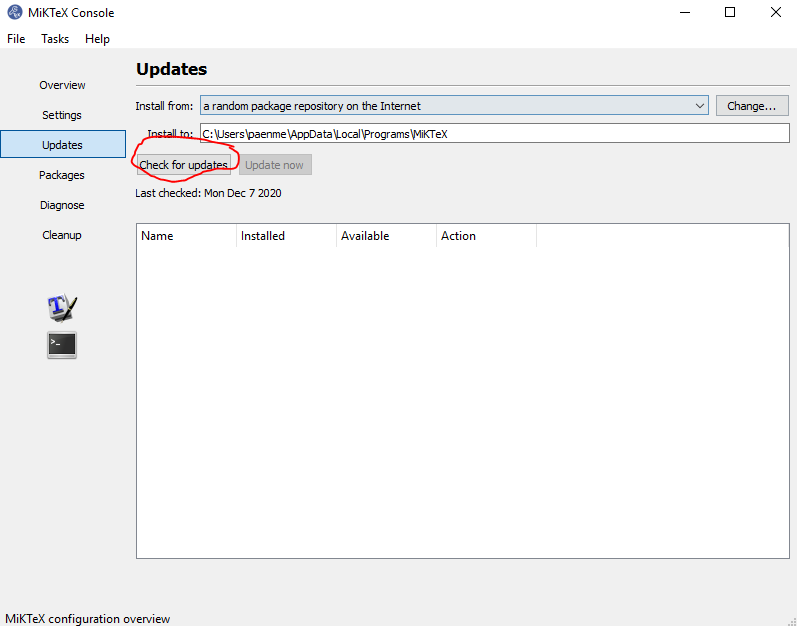 MiKTeX Console
File Tasks Help
Overview
Settings
Updates
Packages
Diagnose
Cleanup
Updates
Install from: a random package repository on the Internet Change...
Install to: C:\Users\paenme\AppData\Local\Programs\MiKTeX
Check for updates Update now
Last checked: Mon Dec 7 2020
Name Installed Available Action
T
>_
MiKTeX configuration overview